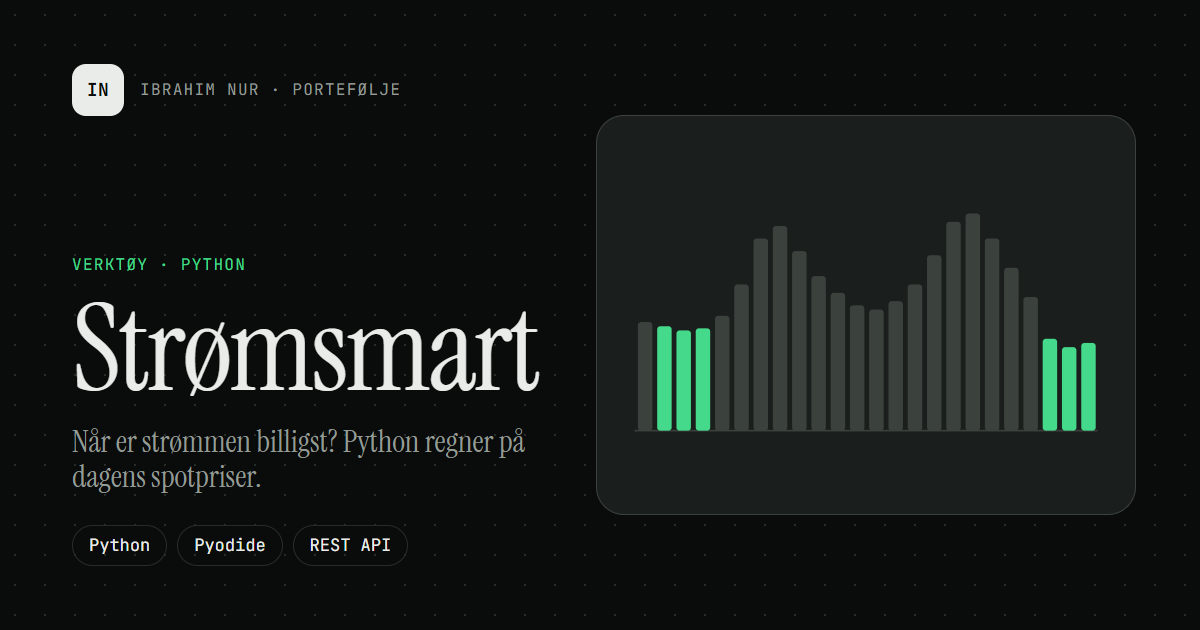 IN
IBRAHIM NUR · PORTEFØLJE
VERKTØY · PYTHON
Strømsmart
Når er strømmen billigst? Python regner på
dagens spotpriser.
Python
Pyodide
REST API